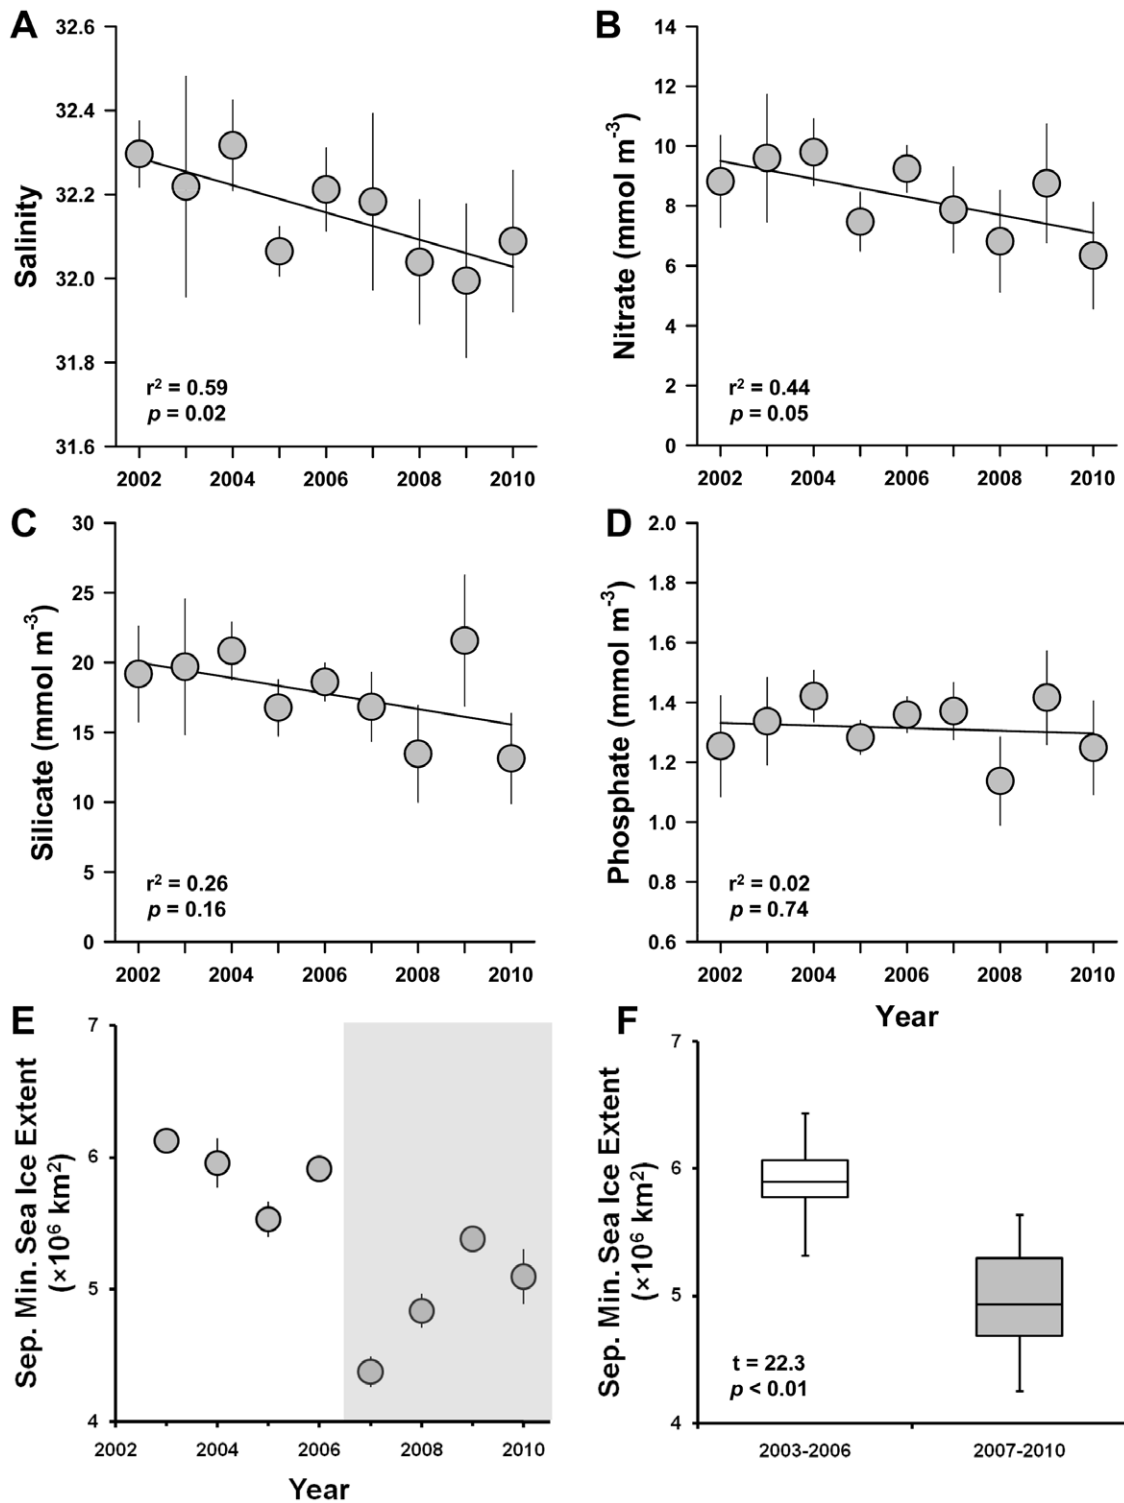 A
32.6
32.4
32.2
32.0
31.8
31.6
Salinity
r² = 0.59
p = 0.02
2002 2004 2006 2008 2010
B
14
12
10
8
6
4
2
0
Nitrate (mmol m⁻³)
r² = 0.44
p = 0.05
2002 2004 2006 2008 2010
C
30
25
20
15
10
5
0
Silicate (mmol m⁻³)
r² = 0.26
p = 0.16
2002 2004 2006 2008 2010
D
2.0
1.8
1.6
1.4
1.2
1.0
0.8
0.6
Phosphate (mmol m⁻³)
r² = 0.02
p = 0.74
2002 2004 2006 2008 2010
Year
E
7
6
5
4
Sep. Min. Sea Ice Extent
(×10⁶ km²)
2002 2004 2006 2008 2010
Year
F
7
6
5
4
Sep. Min. Sea Ice Extent
(×10⁶ km²)
t = 22.3
p < 0.01
2003-2006 2007-2010